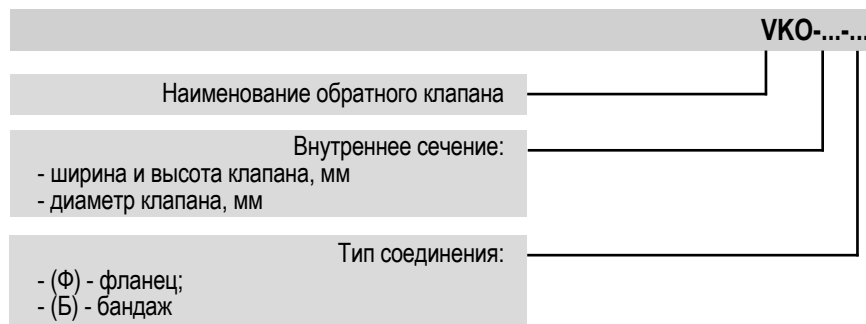 VKO-...-...
Наименование обратного клапана
Внутреннее сечение:
- ширина и высота клапана, мм
- диаметр клапана, мм
Тип соединения:
- (Ф) - фланец;
- (Б) - бандаж